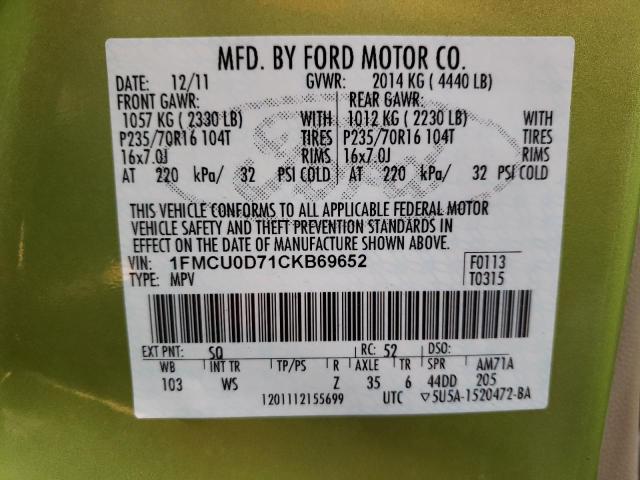 MFD. BY FORD MOTOR CO.
DATE: 12/11 GVWR: 2014 KG ( 4440 LB)
FRONT GAWR: REAR GAWR:
1057 KG ( 2330 LB) WITH 1012 KG ( 2230 LB) WITH
P235/70R16 104T TIRES P235/70R16 104T TIRES
16x7.0J RIMS 16x7.0J RIMS
AT 220 kPa/ 32 PSI COLD AT 220 kPa/ 32 PSI COLD
Ford
THIS VEHICLE CONFORMS TO ALL APPLICABLE FEDERAL MOTOR
VEHICLE SAFETY AND THEFT PREVENTION STANDARDS IN
EFFECT ON THE DATE OF MANUFACTURE SHOWN ABOVE.
VIN: 1FMCU0D71CKB69652 F0113
TYPE: MPV T0315
EXT PNT: SQ RC: 52 DSO:
WB INT TR TP/PS R AXLE TR SPR AM71A
103 WS Z 35 6 44DD 205
1201112155699 UTC ▽5U5A-1520472-BA